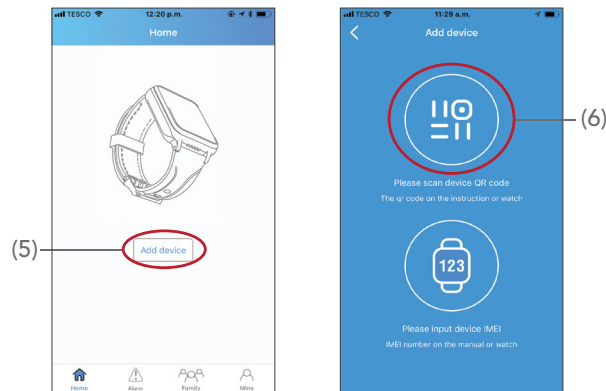 TESCO
12:20 p.m.
Home
Add device
(5)
Home
Alarm
Family
Mine
TESCO
11:29 a.m.
Add device
(6)
Please scan device QR code
The qr code on the instruction or watch
123
Please input device IMEI
IMEI number on the manual or watch